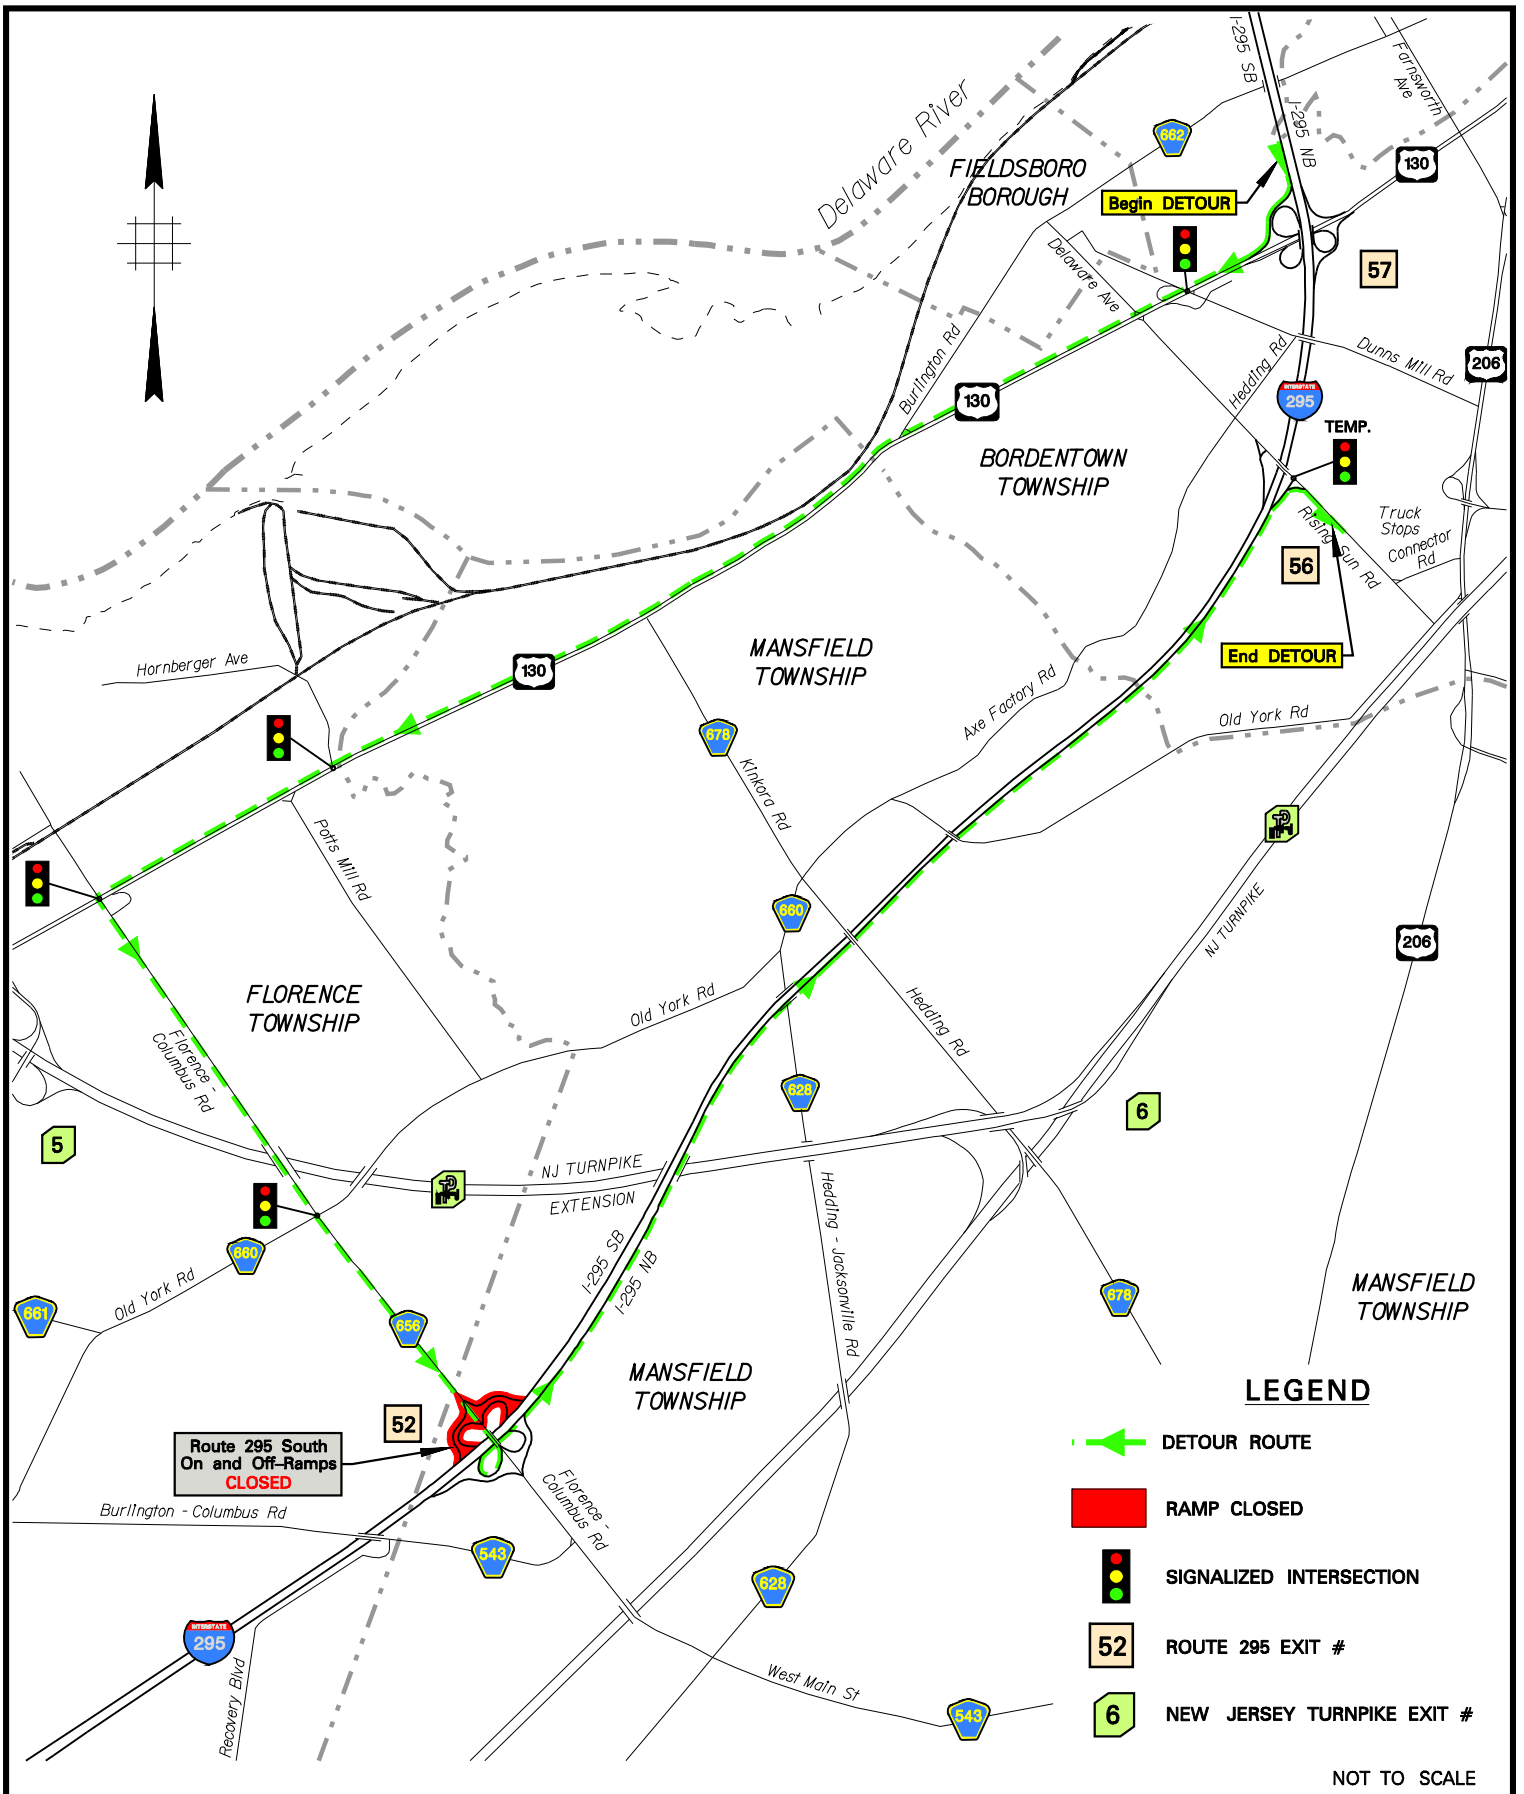 I-295 SB
Farnsworth
Ave
I-295 NB
Delaware River
662
130
FIELDSBORO
BOROUGH
Begin DETOUR
57
Delaware Ave
Burlington Rd
Hedding Rd
Dunns Mill Rd
206
130
INTERSTATE
295
TEMP.
BORDENTOWN
TOWNSHIP
Truck
Stops
Connector
Rd
Rising Sun Rd
56
End DETOUR
MANSFIELD
TOWNSHIP
Hornberger Ave
130
Axe Factory Rd
Old York Rd
678
Kinkora Rd
Potts Mill Rd
660
NJ TURNPIKE
206
FLORENCE
TOWNSHIP
Old York Rd
Hedding Rd
Florence -
Columbus Rd
628
6
5
NJ TURNPIKE
EXTENSION
Hedding - Jacksonville Rd
660
I-295 SB
I-295 NB
Old York Rd
661
656
678
MANSFIELD
TOWNSHIP
MANSFIELD
TOWNSHIP
52
Route 295 South
On and Off-Ramps
CLOSED
Florence -
Columbus Rd
Burlington - Columbus Rd
543
628
INTERSTATE
295
Recovery Blvd
West Main St
543
LEGEND
DETOUR ROUTE
RAMP CLOSED
SIGNALIZED INTERSECTION
52
ROUTE 295 EXIT #
6
NEW JERSEY TURNPIKE EXIT #
NOT TO SCALE